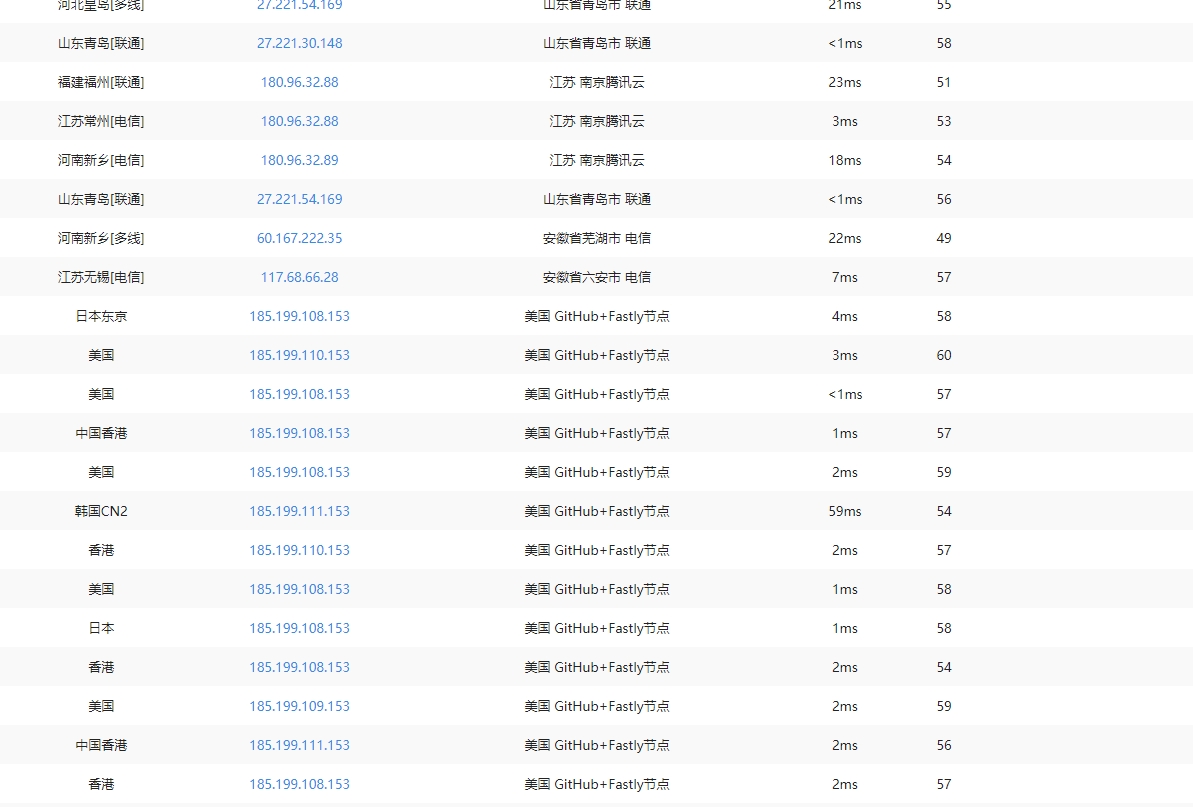 河北皇岛[多线] 27.221.54.169 山东省青岛市 联通 21ms 55
山东青岛[联通] 27.221.30.148 山东省青岛市 联通 <1ms 58
福建福州[联通] 180.96.32.88 江苏 南京腾讯云 23ms 51
江苏常州[电信] 180.96.32.88 江苏 南京腾讯云 3ms 53
河南新乡[电信] 180.96.32.89 江苏 南京腾讯云 18ms 54
山东青岛[联通] 27.221.54.169 山东省青岛市 联通 <1ms 56
河南新乡[多线] 60.167.222.35 安徽省芜湖市 电信 22ms 49
江苏无锡[电信] 117.68.66.28 安徽省六安市 电信 7ms 57
日本东京 185.199.108.153 美国 GitHub+Fastly节点 4ms 58
美国 185.199.110.153 美国 GitHub+Fastly节点 3ms 60
美国 185.199.108.153 美国 GitHub+Fastly节点 <1ms 57
中国香港 185.199.108.153 美国 GitHub+Fastly节点 1ms 57
美国 185.199.108.153 美国 GitHub+Fastly节点 2ms 59
韩国CN2 185.199.111.153 美国 GitHub+Fastly节点 59ms 54
香港 185.199.110.153 美国 GitHub+Fastly节点 2ms 57
美国 185.199.108.153 美国 GitHub+Fastly节点 1ms 58
日本 185.199.108.153 美国 GitHub+Fastly节点 1ms 58
香港 185.199.108.153 美国 GitHub+Fastly节点 2ms 54
美国 185.199.109.153 美国 GitHub+Fastly节点 2ms 59
中国香港 185.199.111.153 美国 GitHub+Fastly节点 2ms 56
香港 185.199.108.153 美国 GitHub+Fastly节点 2ms 57